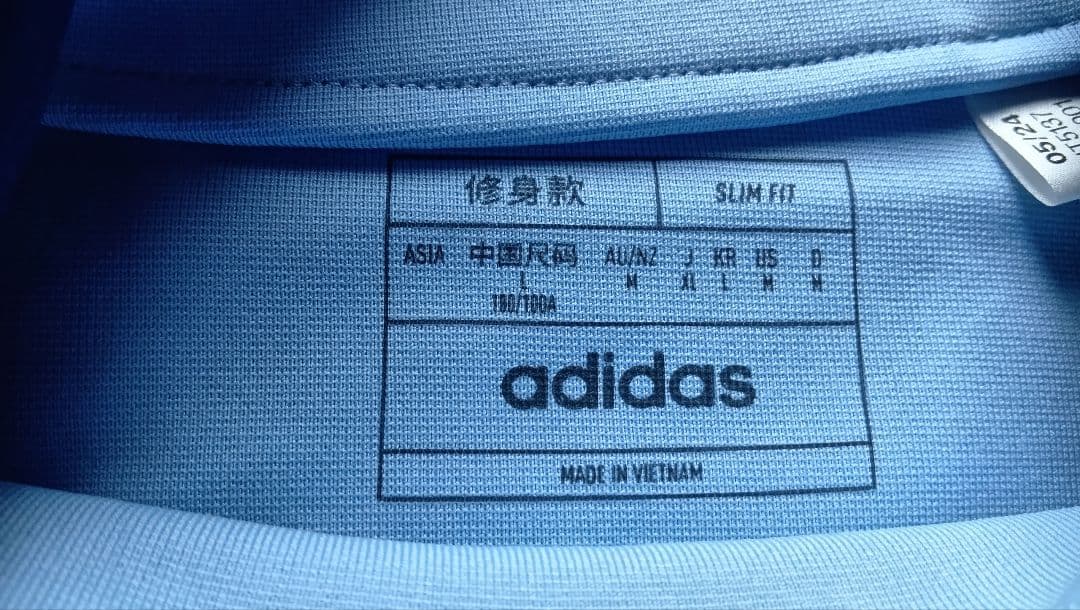 修身款 SLIM FIT
ASIA 中国尺码 AU/NZ J KR US D
L M XL L M M
180/100A
adidas
MADE IN VIETNAM
05/24